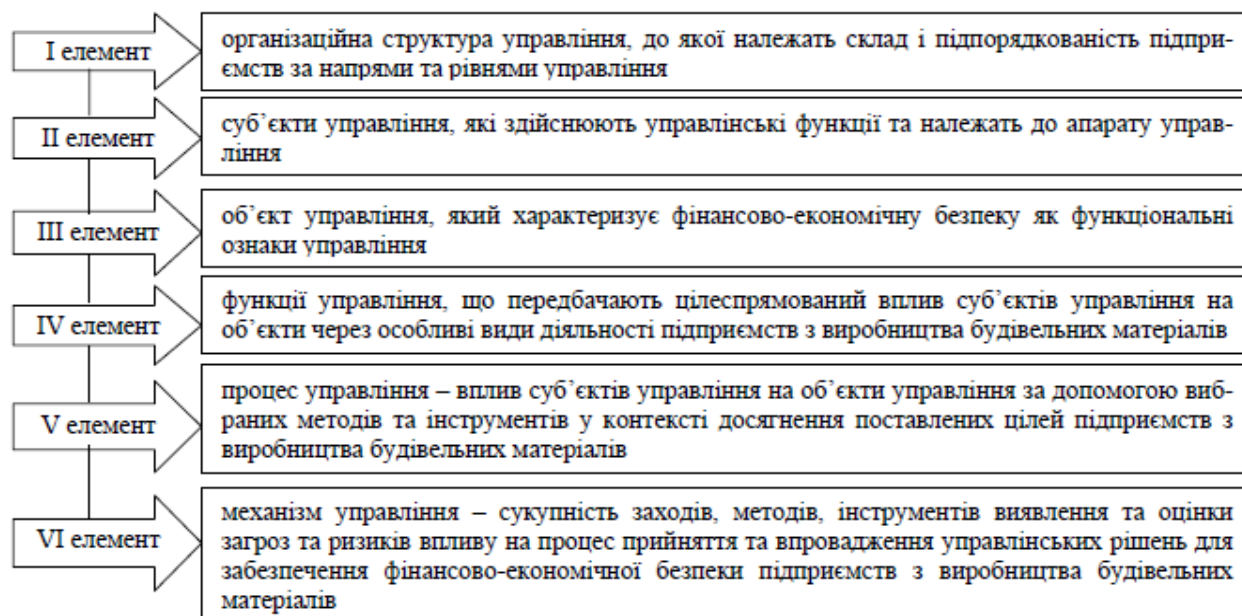 I елемент
організаційна структура управління, до якої належать склад і підпорядкованість підпри-
ємств за напрями та рівнями управління
II елемент
суб’єкти управління, які здійснюють управлінські функції та належать до апарату управ-
ління
III елемент
об’єкт управління, який характеризує фінансово-економічну безпеку як функціональні
ознаки управління
IV елемент
функції управління, що передбачають цілеспрямований вплив суб’єктів управління на
об’єкти через особливі види діяльності підприємств з виробництва будівельних матеріалів
V елемент
процес управління – вплив суб’єктів управління на об’єкти управління за допомогою виб-
раних методів та інструментів у контексті досягнення поставлених цілей підприємств з
виробництва будівельних матеріалів
VI елемент
механізм управління – сукупність заходів, методів, інструментів виявлення та оцінки
загроз та ризиків впливу на процес прийняття та впровадження управлінських рішень для
забезпечення фінансово-економічної безпеки підприємств з виробництва будівельних
матеріалів